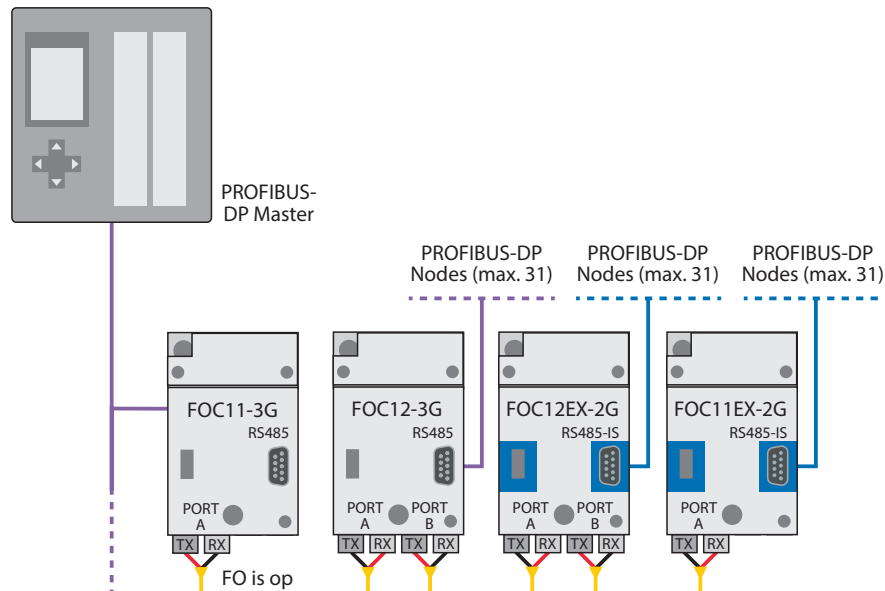 PROFIBUS-
DP Master
PROFIBUS-DP
Nodes (max. 31)
PROFIBUS-DP
Nodes (max. 31)
PROFIBUS-DP
Nodes (max. 31)
FOC11-3G
RS485
PORT
A
TX RX
FO is op
FOC12-3G
RS485
PORT
A
PORT
B
TX RX TX RX
FOC12EX-2G
RS485-IS
PORT
A
PORT
B
TX RX TX RX
FOC11EX-2G
RS485-IS
PORT
A
TX RX